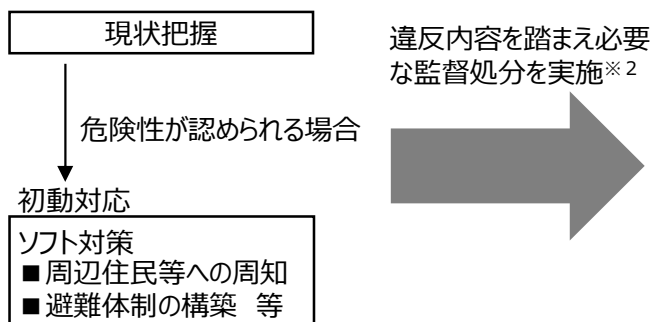 現状把握
危険性が認められる場合
初動対応
ソフト対策
■周辺住民等への周知
■避難体制の構築 等
違反内容を踏まえ必要
な監督処分を実施※2